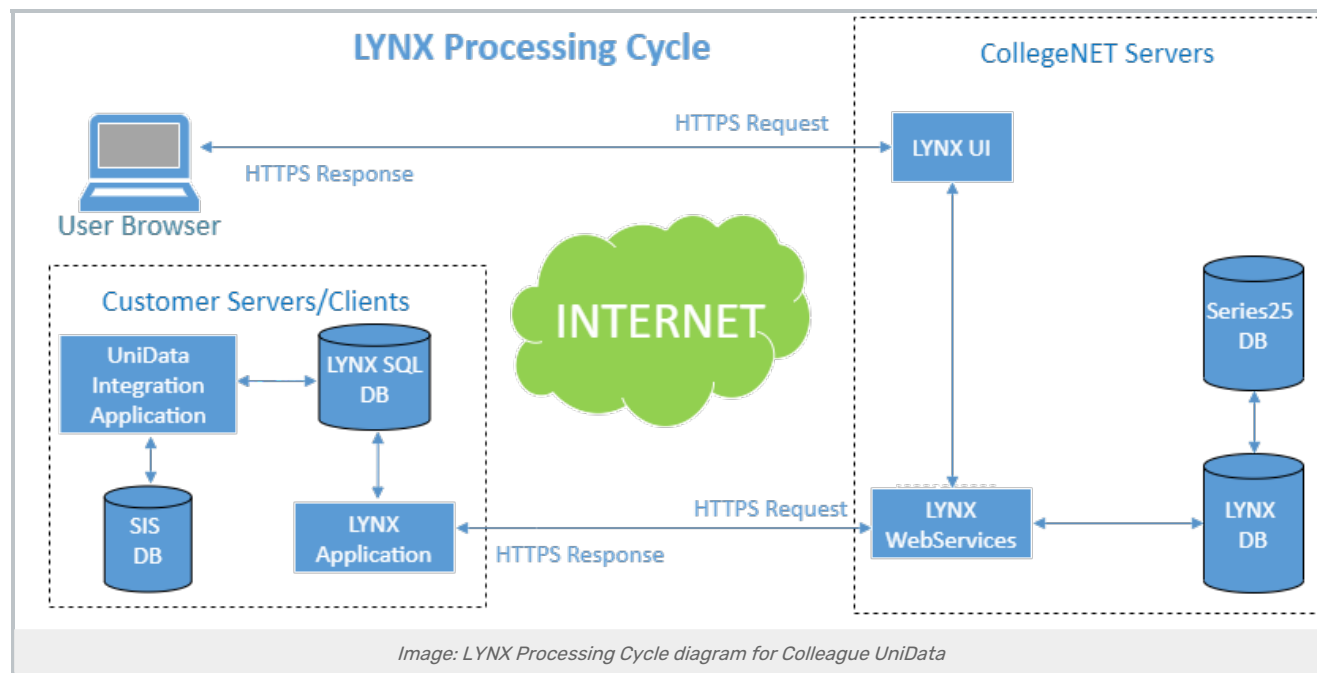 LYNX Processing Cycle
CollegeNET Servers
HTTPS Request
LYNX UI
HTTPS Response
User Browser
Customer Servers/Clients
UniData
Integration
Application
LYNX SQL
DB
INTERNET
Series25
DB
SIS
DB
LYNX
Application
HTTPS Request
HTTPS Response
LYNX
WebServices
LYNX
DB
Image: LYNX Processing Cycle diagram for Colleague UniData